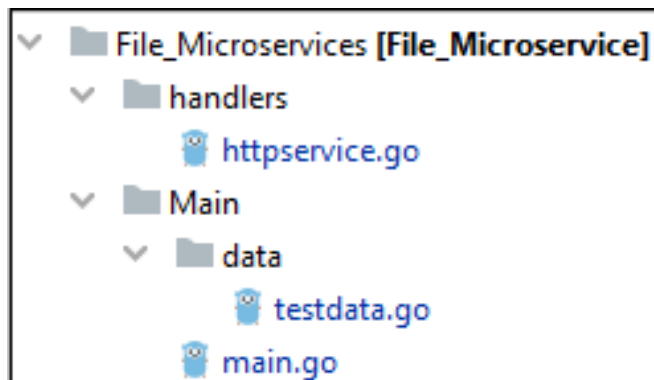 File_Microservices [File_Microservice]
handlers
httpservice.go
Main
data
testdata.go
main.go